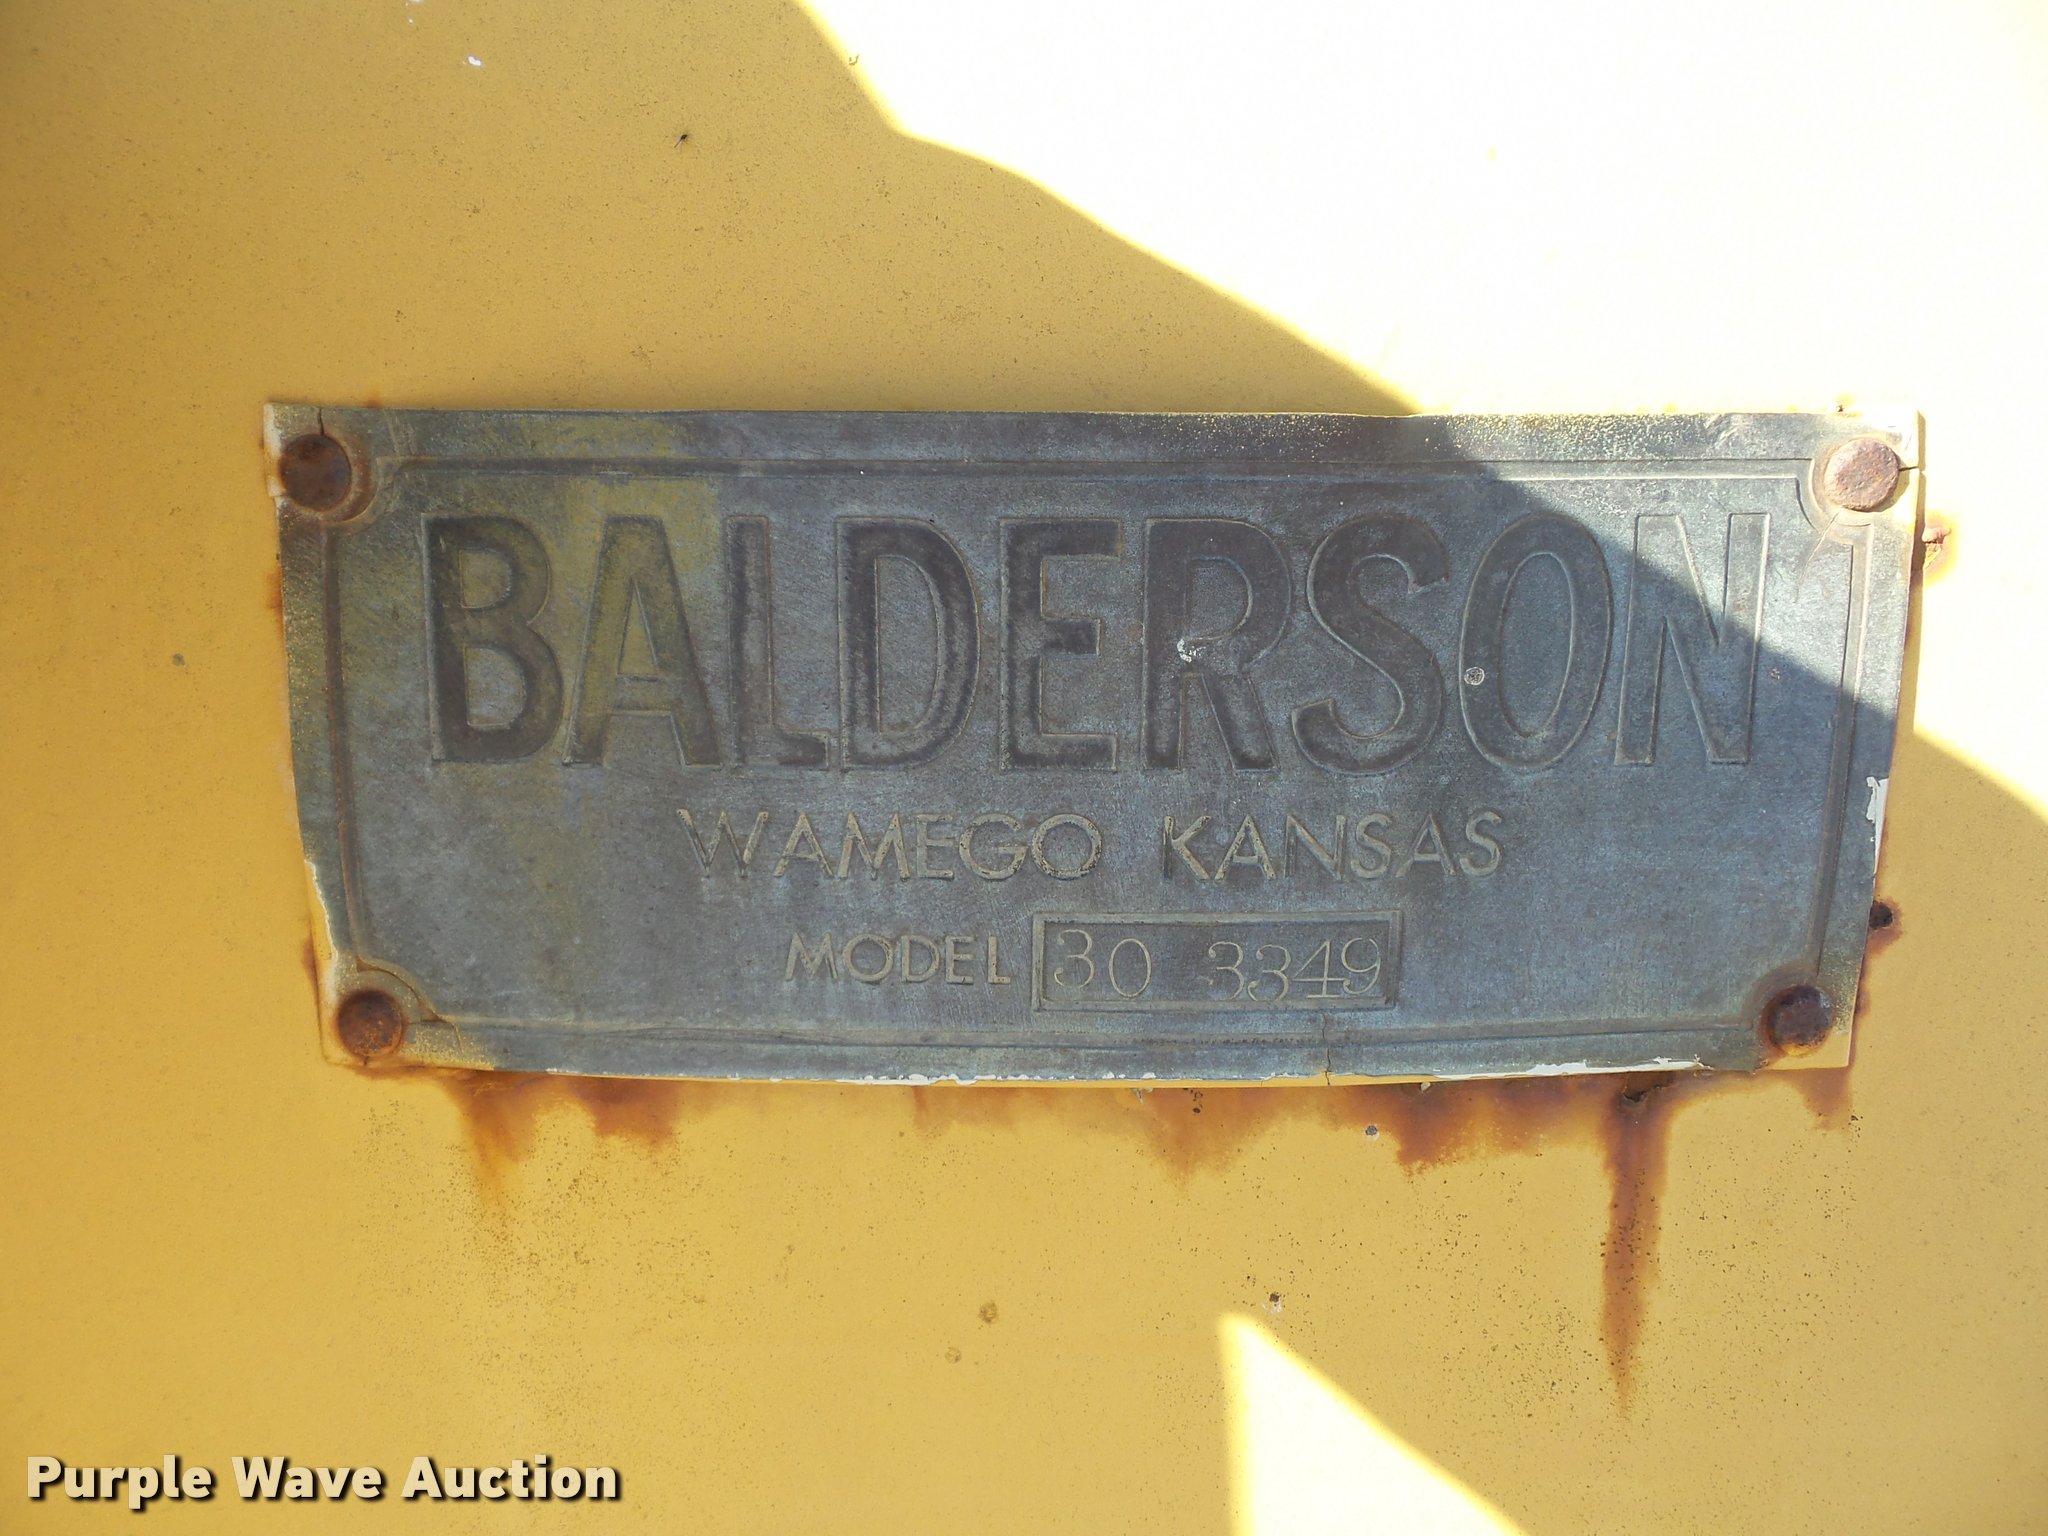 BALDERSON
WAMEGO KANSAS
MODEL 30 3349
Purple Wave Auction